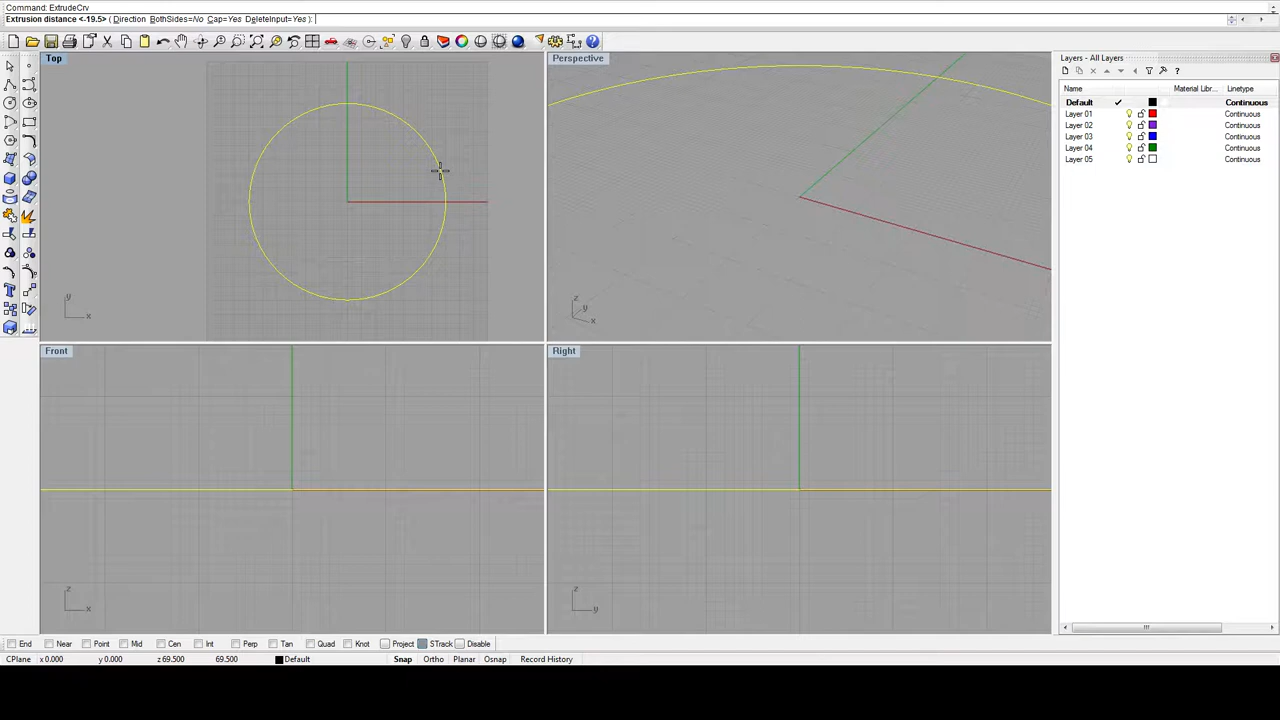 Command: ExtrudeCrv
Extrusion distance <-19.5> ( Direction BothSides=No Cap=Yes DeleteInput=Yes ):
Top
Perspective
Layers - All Layers
Name Material Libr... Linetype
Default Continuous
Layer 01 Continuous
Layer 02 Continuous
Layer 03 Continuous
Layer 04 Continuous
Layer 05 Continuous
y
x
z
y
x
Front
Right
z
x
z
y
End Near Point Mid Cen Int Perp Tan Quad Knot Project STrack Disable
CPlane x 0.000 y 0.000 z 69.500 69.500 Default Snap Ortho Planar Osnap Record History